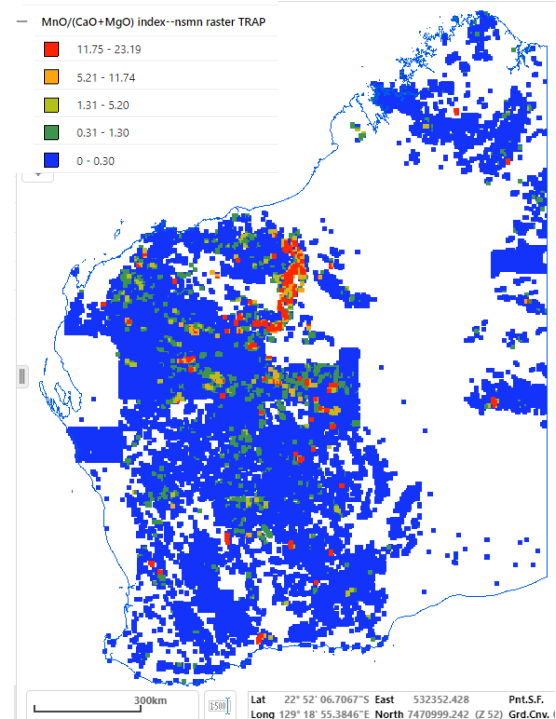 MnO/(CaO+MgO) index--nsmn raster TRAP
11.75 - 23.19
5.21 - 11.74
1.31 - 5.20
0.31 - 1.30
0 - 0.30
300km
Lat 22° 52' 06.7067"S East 532352.428 Pnt.S.F.
Long 129° 18' 55.3846"E North 7470999.242 (Z 52) Grd.Cnv.